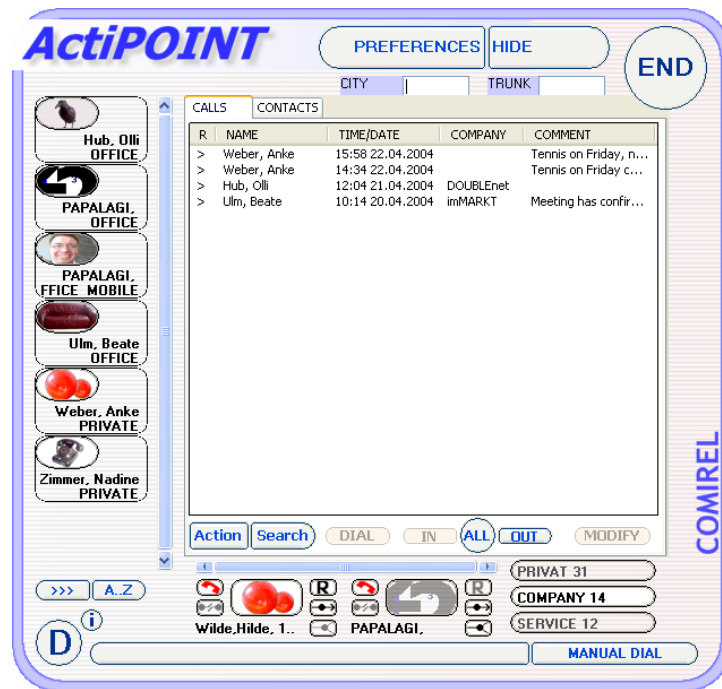 ActiPOINT
PREFERENCES HIDE
END
CITY TRUNK
CALLS CONTACTS
R NAME TIME/DATE COMPANY COMMENT
> Weber, Anke 15:58 22.04.2004 Tennis on Friday, n...
> Weber, Anke 14:34 22.04.2004 Tennis on Friday c...
> Hub, Olli 12:04 21.04.2004 DOUBLEnet
> Ulm, Beate 10:14 20.04.2004 imMARKT Meeting has confir...
Hub, Olli
OFFICE
PAPALAGI,
OFFICE
PAPALAGI,
FFICE MOBILE
Ulm, Beate
OFFICE
Weber, Anke
PRIVATE
Zimmer, Nadine
PRIVATE
COMIREL
Action Search DIAL IN ALL OUT MODIFY
>>> A..Z
R R
Wilde,Hilde, 1.. PAPALAGI,
PRIVAT 31
COMPANY 14
SERVICE 12
D i
MANUAL DIAL